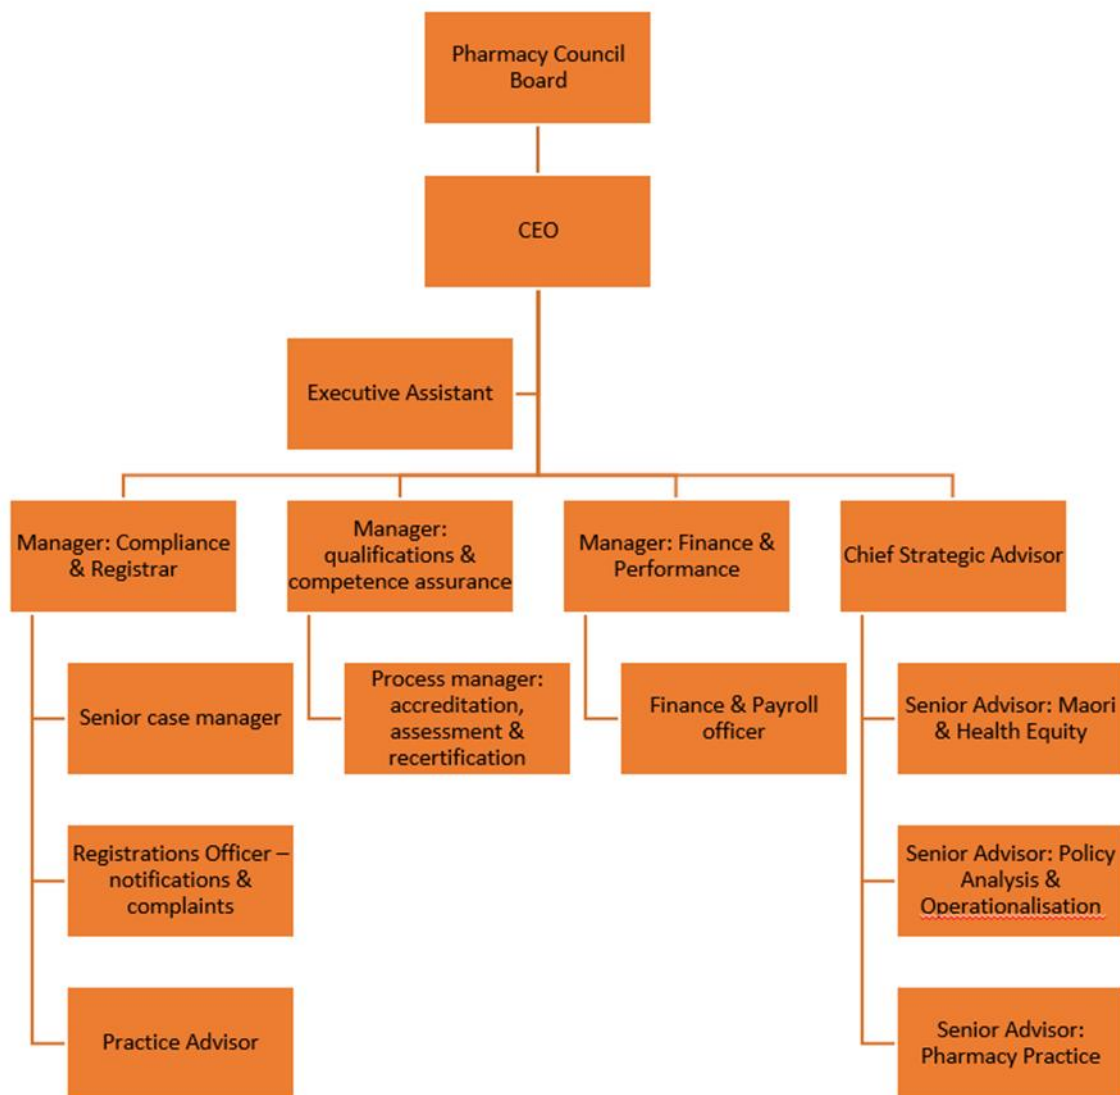 Pharmacy Council
Board
CEO
Executive Assistant
Manager: Compliance
& Registrar
Manager:
qualifications &
competence assurance
Manager: Finance &
Performance
Chief Strategic Advisor
Senior case manager
Process manager:
accreditation,
assessment &
recertification
Finance & Payroll
officer
Senior Advisor: Maori
& Health Equity
Registrations Officer –
notifications &
complaints
Senior Advisor: Policy
Analysis &
Operationalisation
Practice Advisor
Senior Advisor:
Pharmacy Practice